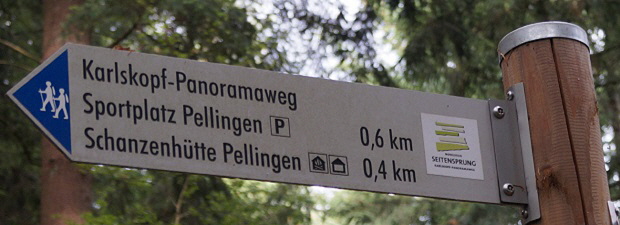 Karlskopf-Panoramaweg
Sportplatz Pellingen P 0,6 km
Schanzenhütte Pellingen 0,4 km
SEITENSPRUNG